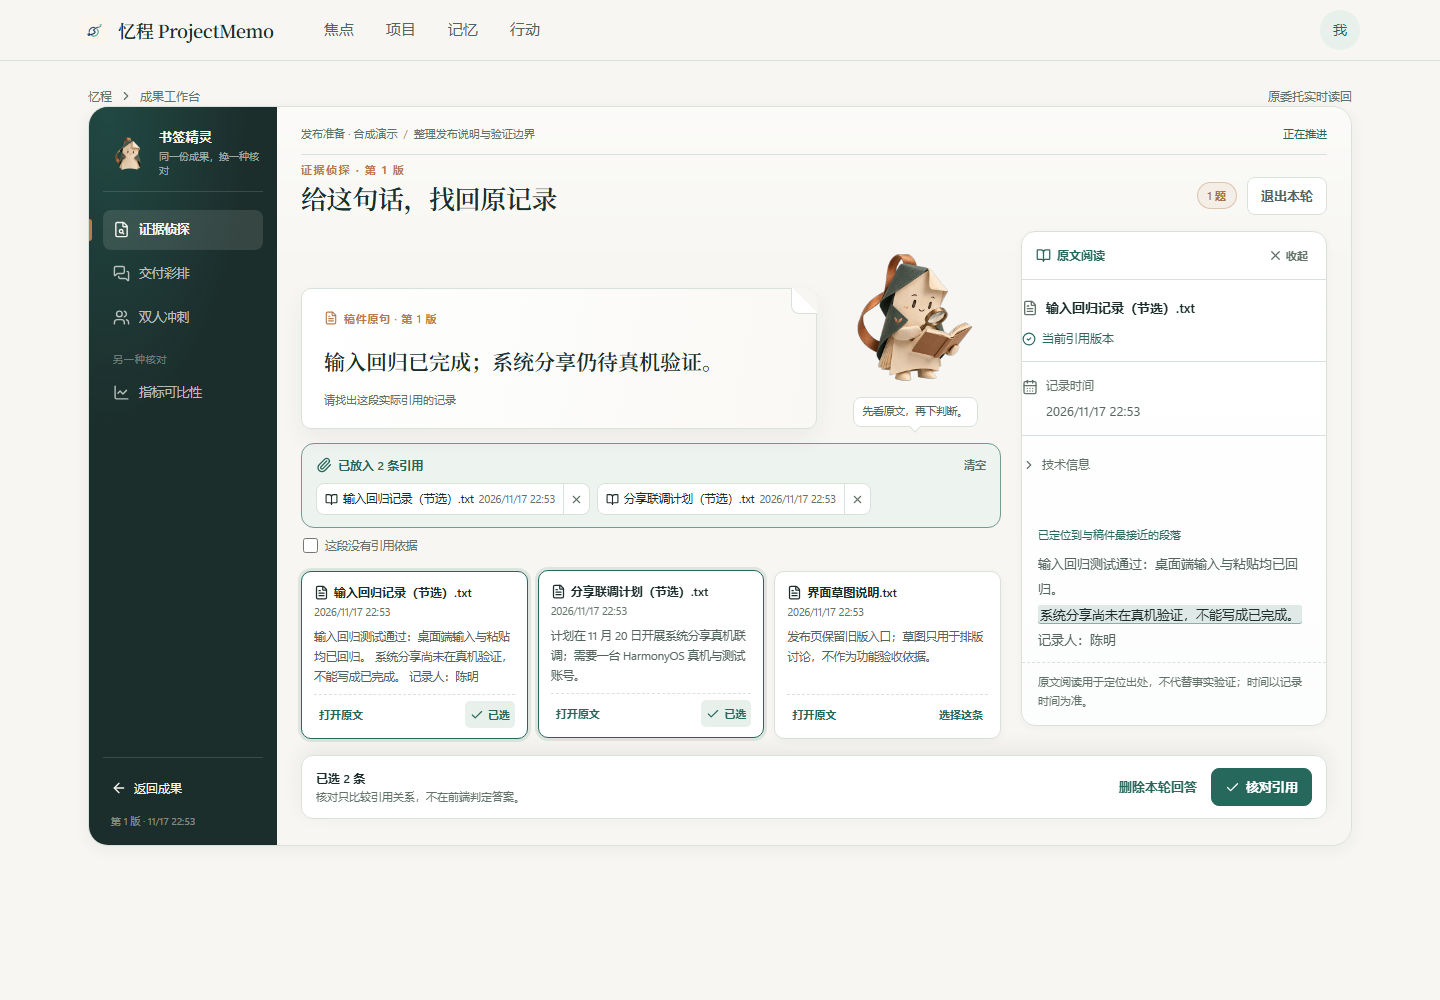 忆程 ProjectMemo
焦点
项目
记忆
行动
我
忆程 > 成果工作台
原委托实时读回
书签精灵
同一份成果，换一种核
对
证据侦探
交付彩排
双人冲刺
另一种核对
指标可比性
返回成果
第 1 版 · 11/17 22:53
发布准备 · 合成演示 / 整理发布说明与验证边界
正在推进
证据侦探 · 第 1 版
给这句话，找回原记录
1 题
退出本轮
稿件原句 · 第 1 版
输入回归已完成；系统分享仍待真机验证。
请找出这段实际引用的记录
先看原文，再下判断。
已放入 2 条引用
清空
输入回归记录（节选）.txt 2026/11/17 22:53
分享联调计划（节选）.txt 2026/11/17 22:53
这段没有引用依据
输入回归记录（节选）.txt
2026/11/17 22:53
输入回归测试通过：桌面端输入与粘贴
均已回归。 系统分享尚未在真机验证，
不能写成已完成。 记录人：陈明
打开原文
已选
分享联调计划（节选）.txt
2026/11/17 22:53
计划在 11 月 20 日开展系统分享真机联
调；需要一台 HarmonyOS 真机与测试
账号。
打开原文
已选
界面草图说明.txt
2026/11/17 22:53
发布页保留旧版入口；草图只用于排版
讨论，不作为功能验收依据。
打开原文
选择这条
原文阅读
收起
输入回归记录（节选）.txt
当前引用版本
记录时间
2026/11/17 22:53
技术信息
已定位到与稿件最接近的段落
输入回归测试通过：桌面端输入与粘贴均已回
归。
系统分享尚未在真机验证，不能写成已完成。
记录人：陈明
原文阅读用于定位出处，不代替事实验证；时间以记录
时间为准。
已选 2 条
核对只比较引用关系，不在前端判定答案。
删除本轮回答
核对引用